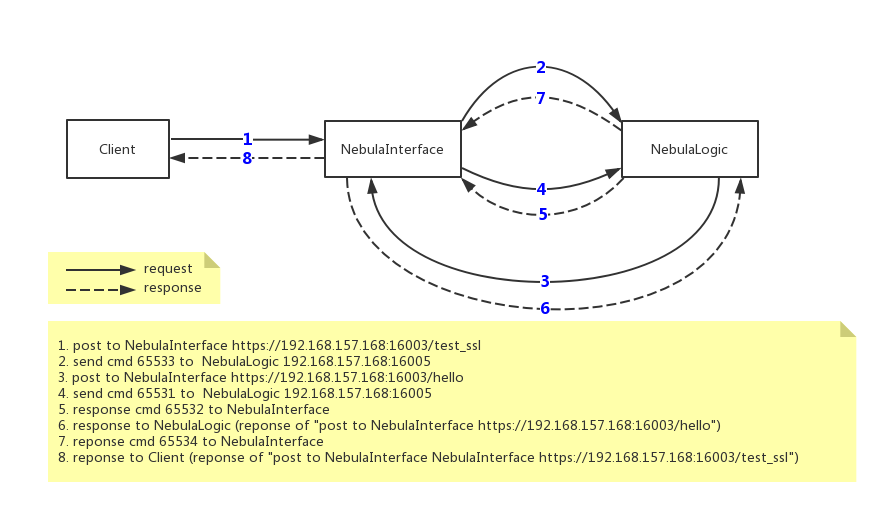 2
7
1
Client
NebulaInterface
NebulaLogic
8
4
5
request
3
response
6
1. post to NebulaInterface https://192.168.157.168:16003/test_ssl
2. send cmd 65533 to  NebulaLogic 192.168.157.168:16005
3. post to NebulaInterface https://192.168.157.168:16003/hello
4. send cmd 65531 to  NebulaLogic 192.168.157.168:16005
5. response cmd 65532 to NebulaInterface
6. response to NebulaLogic (reponse of "post to NebulaInterface https://192.168.157.168:16003/hello")
7. reponse cmd 65534 to NebulaInterface
8. reponse to Client (reponse of "post to NebulaInterface NebulaInterface https://192.168.157.168:16003/test_ssl")